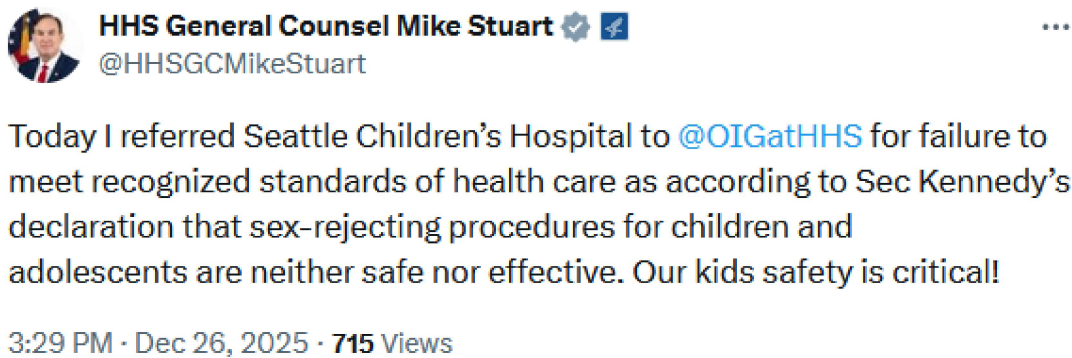 HHS General Counsel Mike Stuart
@HHSGCMikeStuart
Today I referred Seattle Children’s Hospital to @OIGatHHS for failure to
meet recognized standards of health care as according to Sec Kennedy’s
declaration that sex-rejecting procedures for children and
adolescents are neither safe nor effective. Our kids safety is critical!
3:29 PM · Dec 26, 2025 · 715 Views